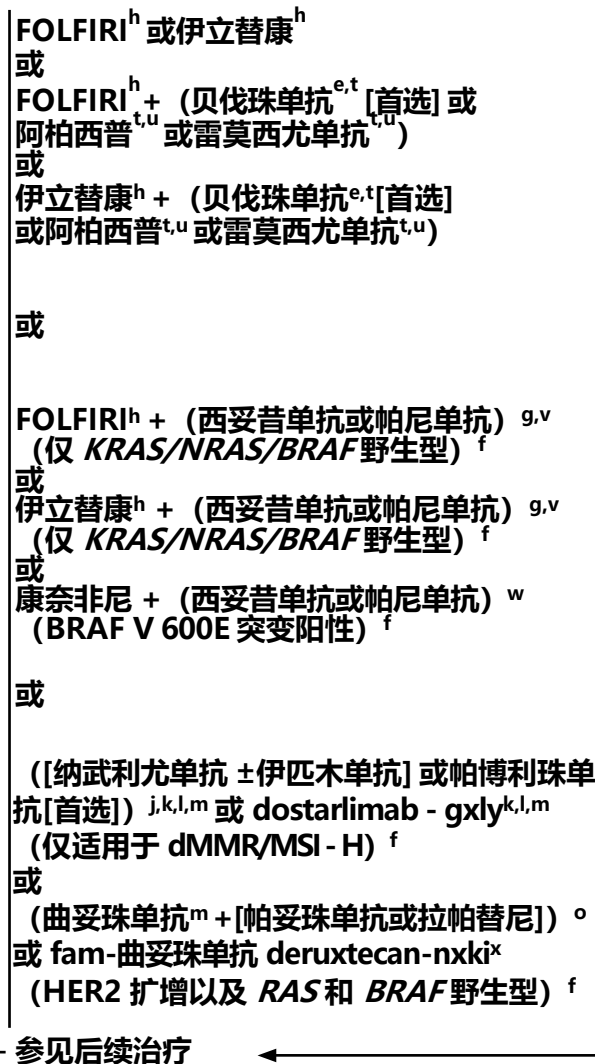 FOLFIRIʰ 或伊立替康ʰ
或
FOLFIRIʰ +（贝伐珠单抗ᵉ,ᵗ [首选] 或
阿柏西普ᵗ,ᵘ 或雷莫西尤单抗ᵗ,ᵘ）
或
伊立替康ʰ +（贝伐珠单抗ᵉ,ᵗ[首选]
或阿柏西普ᵗ,ᵘ 或雷莫西尤单抗ᵗ,ᵘ）
或
FOLFIRIʰ +（西妥昔单抗或帕尼单抗）ᵍ,ᵛ
（仅 KRAS/NRAS/BRAF 野生型）ᶠ
或
伊立替康ʰ +（西妥昔单抗或帕尼单抗）ᵍ,ᵛ
（仅 KRAS/NRAS/BRAF 野生型）ᶠ
或
康奈非尼 +（西妥昔单抗或帕尼单抗）ʷ
（BRAF V 600E 突变阳性）ᶠ
或
（[纳武利尤单抗 ±伊匹木单抗] 或帕博利珠单
抗[首选]）ʲ,ᵏ,ˡ,ᵐ 或 dostarlimab - gxlyᵏ,ˡ,ᵐ
（仅适用于 dMMR/MSI - H）ᶠ
或
（曲妥珠单抗ᵐ +[帕妥珠单抗或拉帕替尼]）ᵒ
或 fam-曲妥珠单抗 deruxtecan-nxkiˣ
（HER2 扩增以及 RAS 和 BRAF 野生型）ᶠ
参见后续治疗